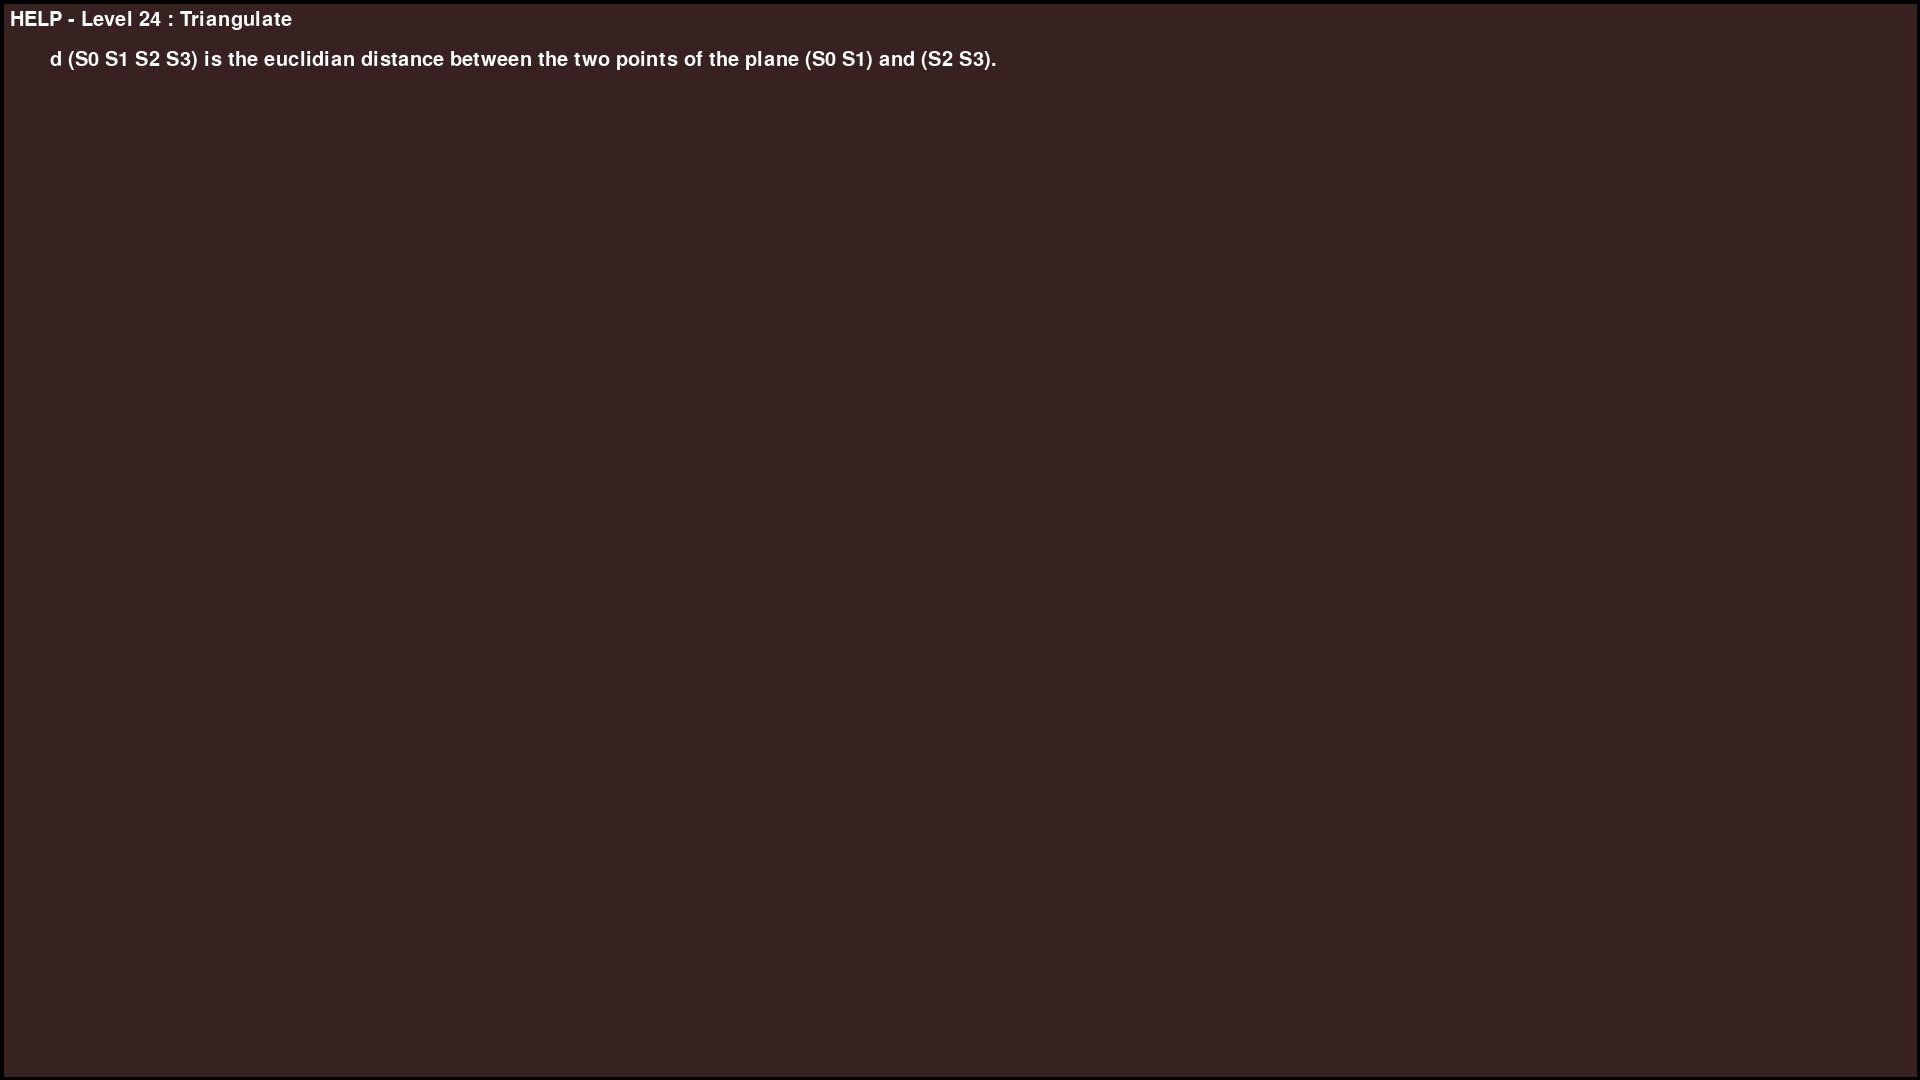 HELP - Level 24 : Triangulate
d (S0 S1 S2 S3) is the euclidian distance between the two points of the plane (S0 S1) and (S2 S3).